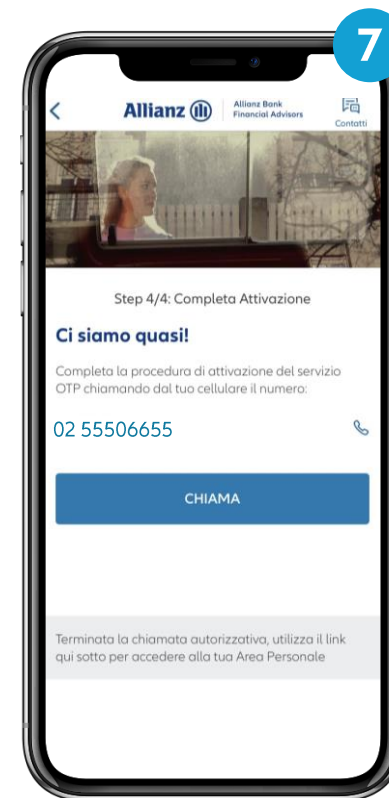 7
Allianz
Allianz Bank
Financial Advisors
Contatti
Step 4/4: Completa Attivazione
Ci siamo quasi!
Completa la procedura di attivazione del servizio
OTP chiamando dal tuo cellulare il numero:
02 55506655
CHIAMA
Terminata la chiamata autorizzativa, utilizza il link
qui sotto per accedere alla tua Area Personale